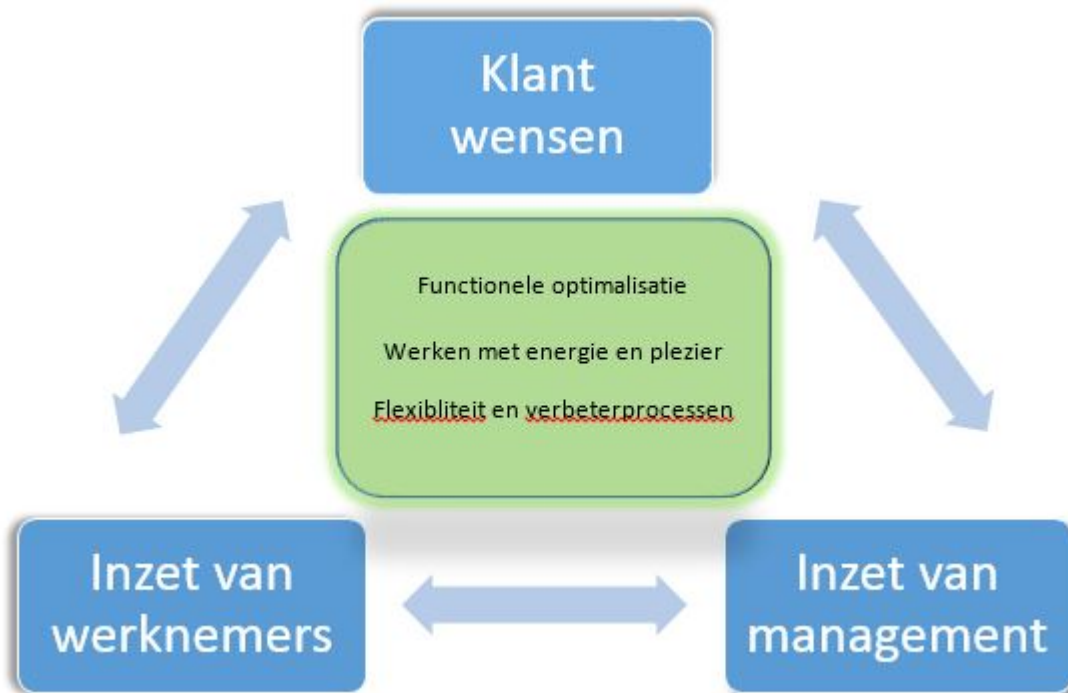 Klant
wensen
Functionele optimalisatie
Werken met energie en plezier
Flexibliteit en verbeterprocessen
Inzet van
werknemers
Inzet van
management